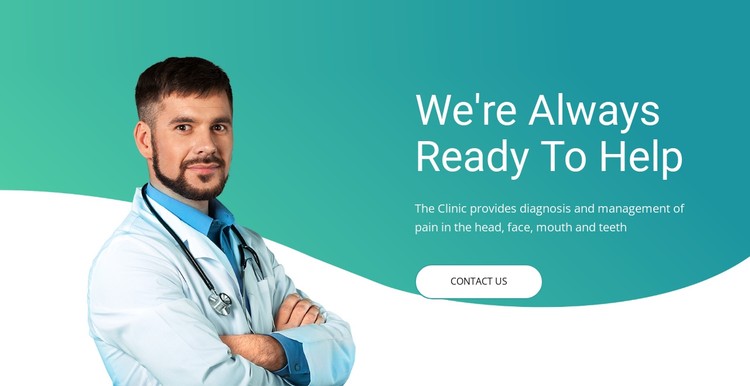 We're Always
Ready To Help
The Clinic provides diagnosis and management of
pain in the head, face, mouth and teeth
CONTACT US